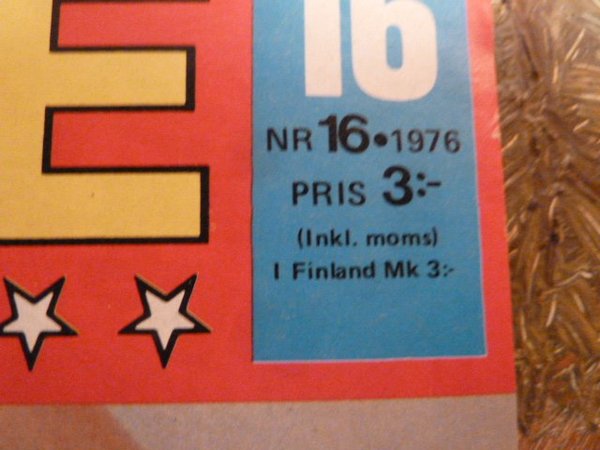 E
16
NR 16•1976
PRIS 3:-
(Inkl. moms)
I Finland Mk 3:-